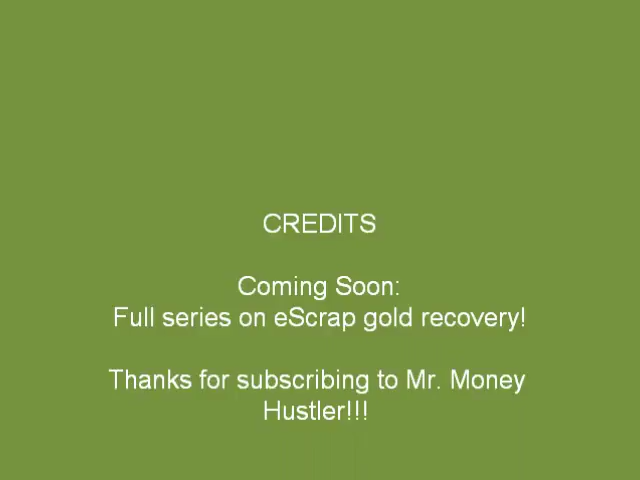 CREDITS
Coming Soon:
Full series on eScrap gold recovery!
Thanks for subscribing to Mr. Money
Hustler!!!